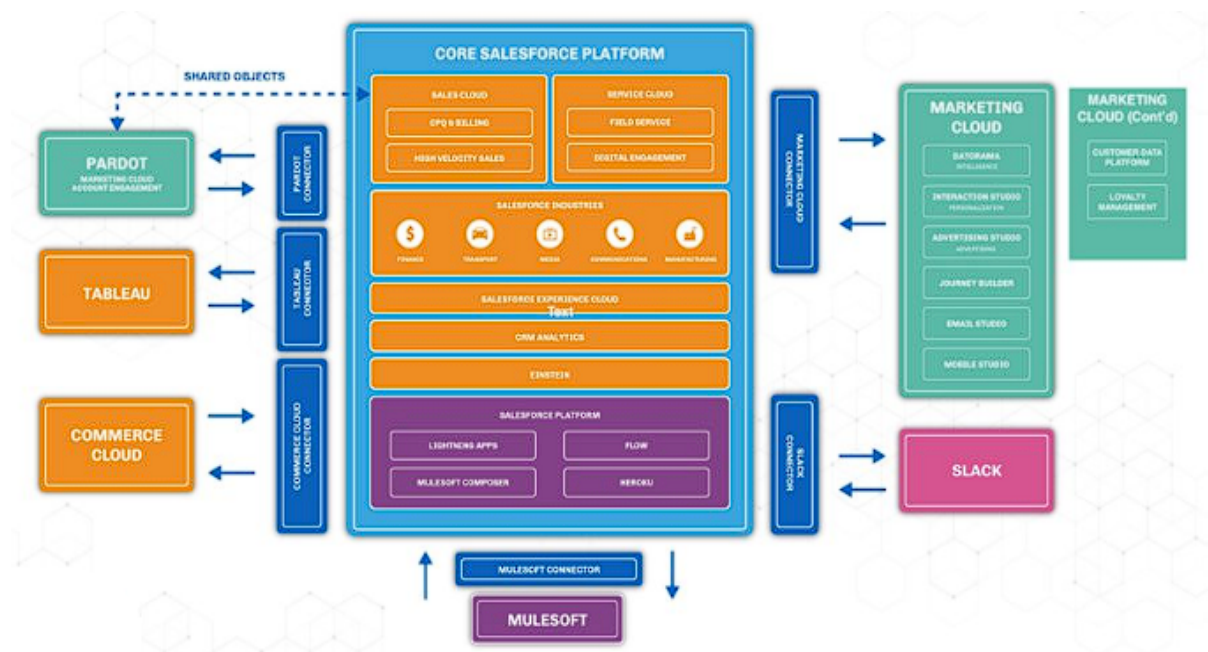 CORE SALESFORCE PLATFORM
SHARED OBJECTS
SALES CLOUD
CPQ & BILLING
HIGH VELOCITY SALES
SERVICE CLOUD
FIELD SERVICE
DIGITAL ENGAGEMENT
PARDOT
MARKETING CLOUD
ACCOUNT ENGAGEMENT
PARDOT
CONNECTOR
TABLEAU
TABLEAU
CONNECTOR
COMMERCE
CLOUD
COMMERCE CLOUD
CONNECTOR
SALESFORCE INDUSTRIES
$
FINANCE
TRANSPORT
MEDIA
COMMUNICATIONS
MANUFACTURING
SALESFORCE EXPERIENCE CLOUD
Text
CRM ANALYTICS
EINSTEIN
SALESFORCE PLATFORM
LIGHTNING APPS
FLOW
MULESOFT COMPOSER
HEROKU
MARKETING CLOUD
CONNECTOR
MARKETING
CLOUD
DATORAMA
INTELLIGENCE
INTERACTION STUDIO
PERSONALIZATION
ADVERTISING STUDIO
ADVERTISING
JOURNEY BUILDER
EMAIL STUDIO
MOBILE STUDIO
MARKETING
CLOUD (Cont'd)
CUSTOMER DATA
PLATFORM
LOYALTY
MANAGEMENT
SLACK
CONNECTOR
SLACK
MULESOFT CONNECTOR
MULESOFT